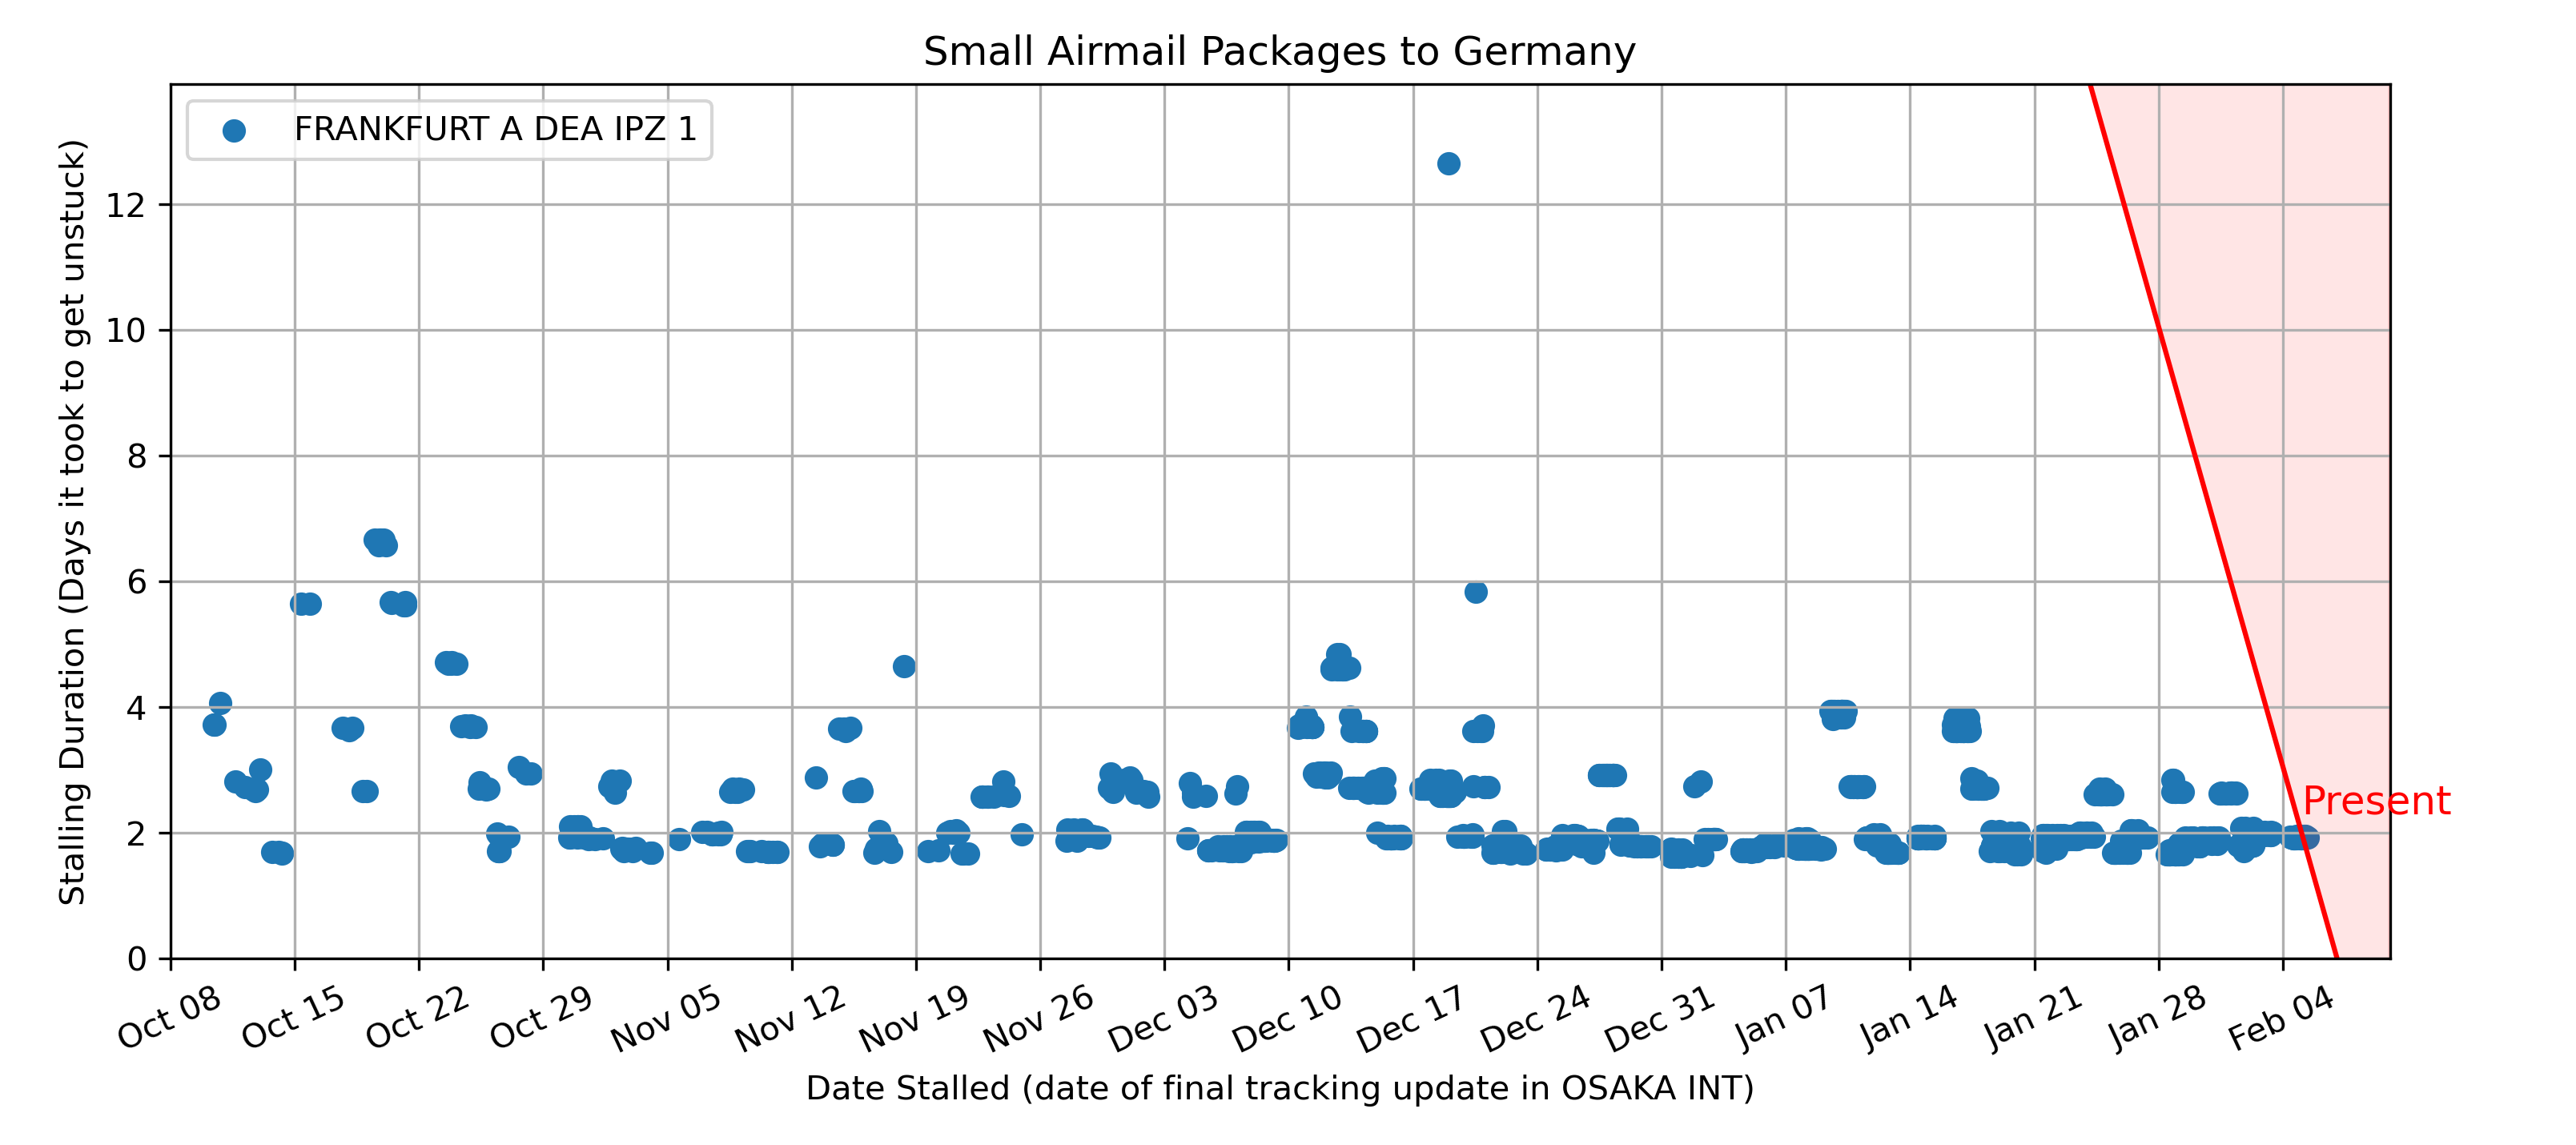 Small Airmail Packages to Germany
FRANKFURT A DEA IPZ 1
Stalling Duration (Days it took to get unstuck)
12
10
8
6
4
2
0
Present
Oct 08
Oct 15
Oct 22
Oct 29
Nov 05
Nov 12
Nov 19
Nov 26
Dec 03
Dec 10
Dec 17
Dec 24
Dec 31
Jan 07
Jan 14
Jan 21
Jan 28
Feb 04
Date Stalled (date of final tracking update in OSAKA INT)